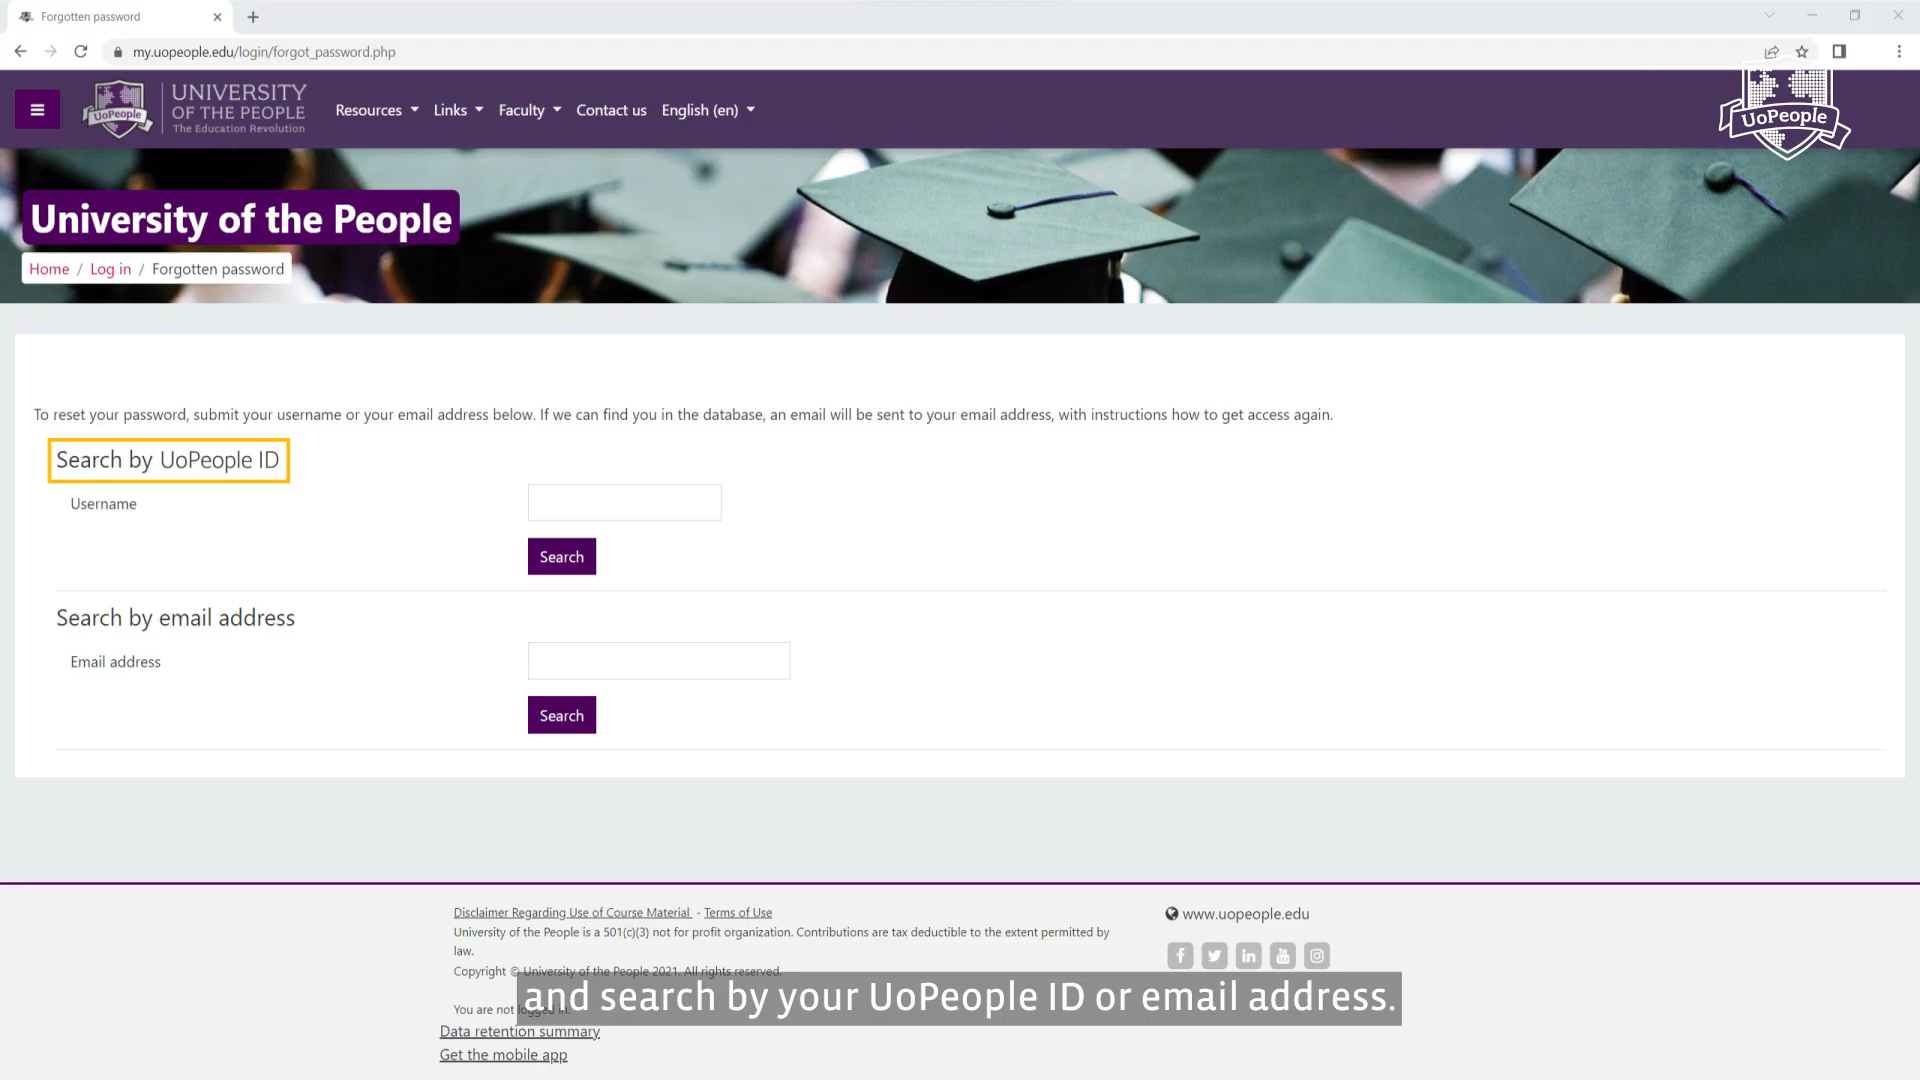 Forgotten password
my.uopeople.edu/login/forgot_password.php
UoPeople
UNIVERSITY
OF THE PEOPLE
The Education Revolution
Resources Links Faculty Contact us English (en)
UoPeople
University of the People
Home / Log in / Forgotten password
To reset your password, submit your username or your email address below. If we can find you in the database, an email will be sent to your email address, with instructions how to get access again.
Search by UoPeople ID
Username
Search
Search by email address
Email address
Search
Disclaimer Regarding Use of Course Material - Terms of Use
University of the People is a 501(c)(3) not for profit organization. Contributions are tax deductible to the extent permitted by
law.
Copyright © University of the People 2021. All rights reserved.
www.uopeople.edu
You are not logged in.
and search by your UoPeople ID or email address.
Data retention summary
Get the mobile app